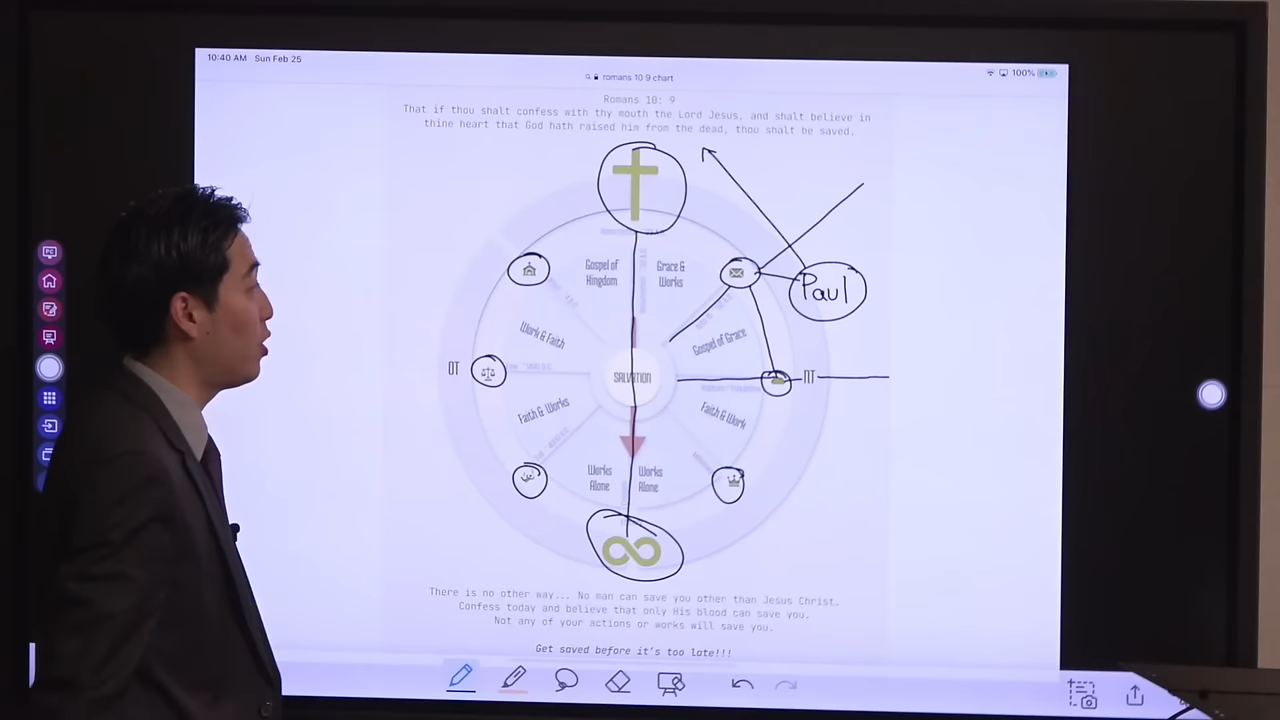 10:40 AM Sun Feb 25
romans 10 9 chart
100%
Romans 10: 9
That if thou shalt confess with thy mouth the Lord Jesus, and shalt believe in
thine heart that God hath raised him from the dead, thou shalt be saved.
Gospel of
Kingdom
Grace &
Works
Paul
Work & Faith
Gospel of Grace
OT
SALVATION
NT
Faith & Works
Faith & Work
Works
Alone
Works
Alone
There is no other way... No man can save you other than Jesus Christ.
Confess today and believe that only His blood can save you.
Not any of your actions or works will save you.
Get saved before it's too late!!!
PC